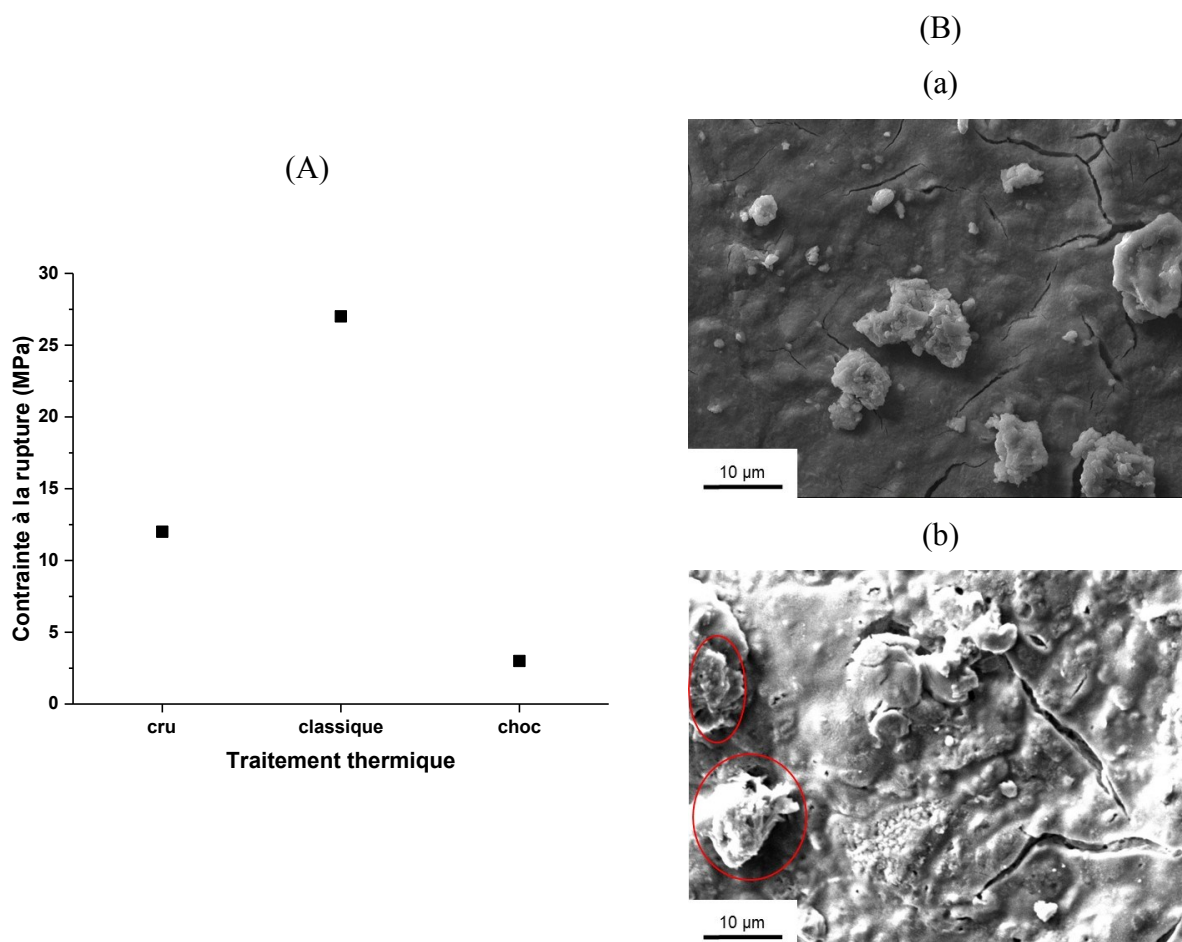 (A)
Contrainte à la rupture (MPa)
30
25
20
15
10
5
0
cru classique choc
Traitement thermique
(B)
(a)
10 µm
(b)
10 µm